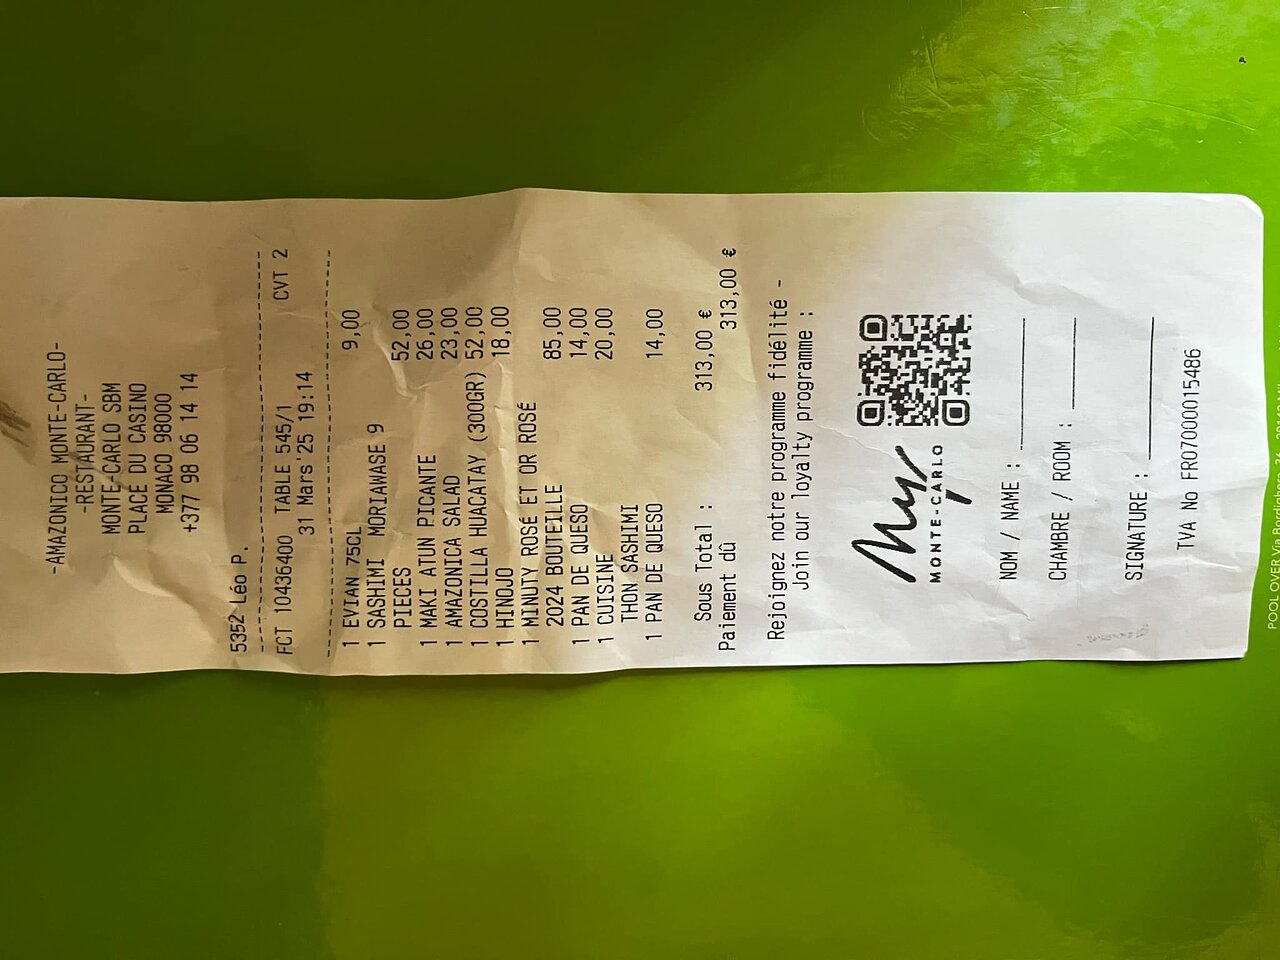 -AMAZONICO MONTE-CARLO-
-RESTAURANT-
MONTE-CARLO SBM
PLACE DU CASINO
MONACO 98000
+377 98 06 14 14
5352 Léo P.
FCT 10436400 TABLE 545/1 CVT 2
31 Mars'25 19:14
1 EVIAN 75CL 9,00
1 SASHIMI MORIAWASE 9
PIECES 52,00
1 MAKI ATUN PICANTE 26,00
1 AMAZONICA SALAD 23,00
1 COSTILLA HUACATAY (300GR) 52,00
1 HINOJO 18,00
1 MINUTY ROSÉ ET OR ROSÉ
2024 BOUTEILLE 85,00
1 PAN DE QUESO 14,00
1 CUISINE 20,00
THON SASHIMI
1 PAN DE QUESO 14,00
Sous Total : 313,00 €
Paiement dû 313,00 €
Rejoignez notre programme fidélité -
Join our loyalty programme :
My
MONTE-CARLO
NOM / NAME :
CHAMBRE / ROOM :
SIGNATURE :
TVA No FR07000015486